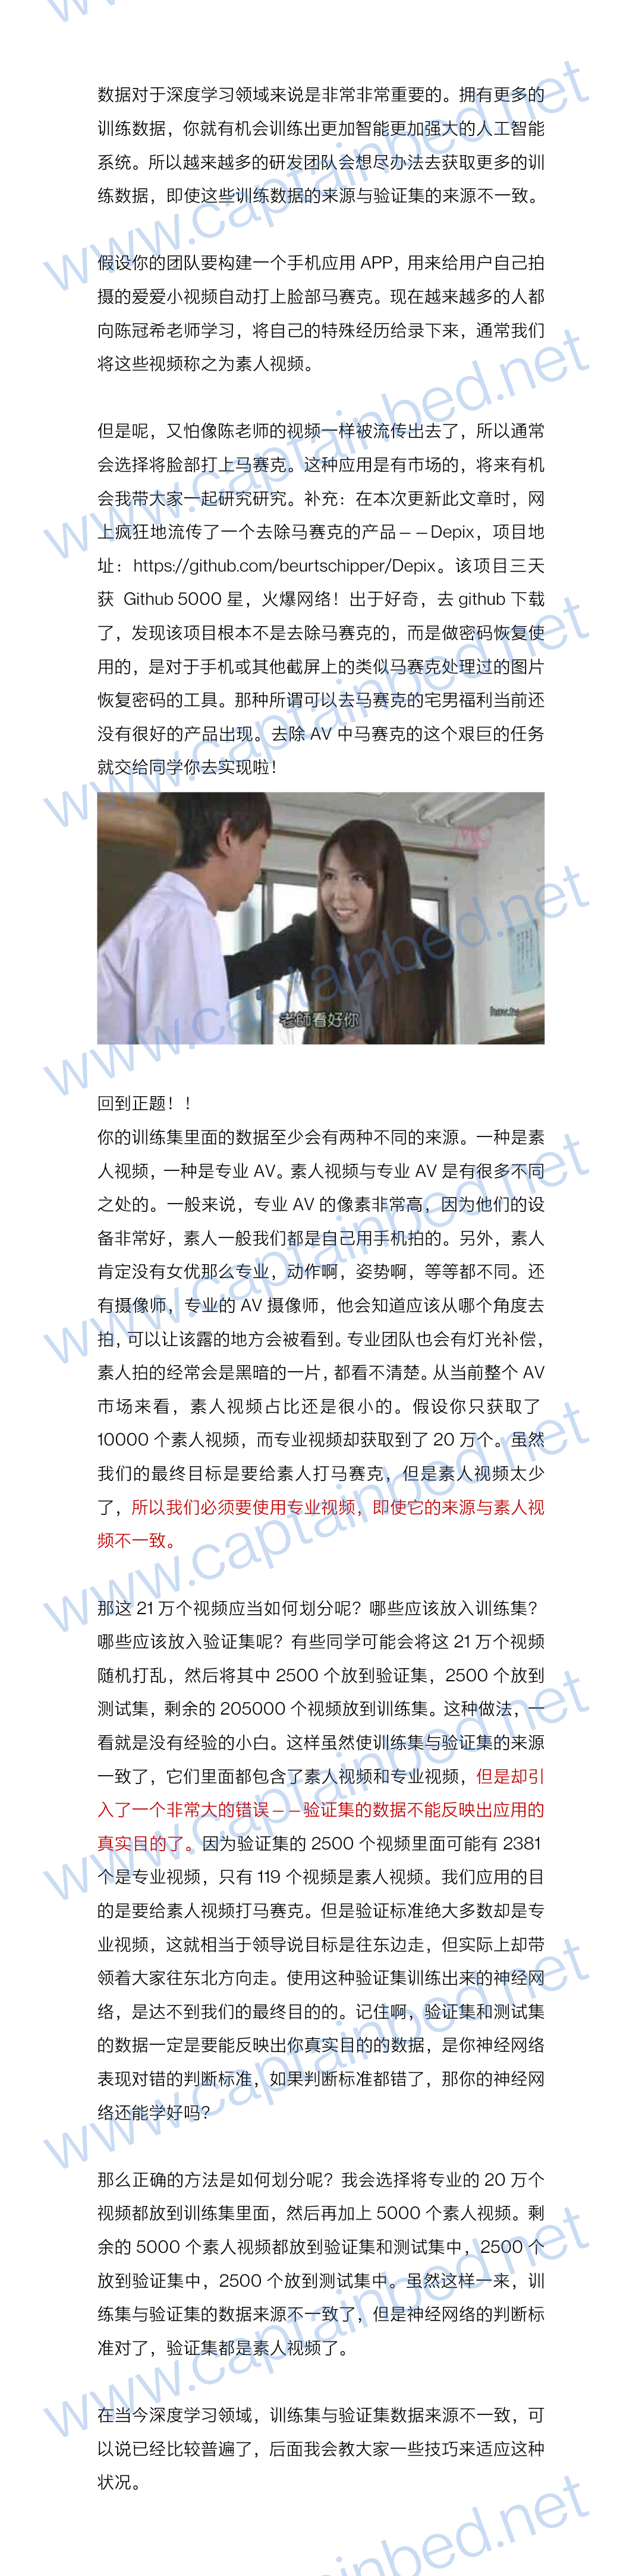 数据对于深度学习领域来说是非常非常重要的。拥有更多的
训练数据，你就有机会训练出更加智能更加强大的人工智能
系统。所以越来越多的研发团队会想尽办法去获取更多的训
练数据，即使这些训练数据的来源与验证集的来源不一致。
假设你的团队要构建一个手机应用 APP，用来给用户自己拍
摄的爱爱小视频自动打上脸部马赛克。现在越来越多的人都
向陈冠希老师学习，将自己的特殊经历给录下来，通常我们
将这些视频称之为素人视频。
但是呢，又怕像陈老师的视频一样被流传出去了，所以通常
会选择将脸部打上马赛克。这种应用是有市场的，将来有机
会我带大家一起研究研究。补充：在本次更新此文章时，网
上疯狂地流传了一个去除马赛克的产品——Depix，项目地
址：https://github.com/beurtschipper/Depix。该项目三天
获 Github 5000 星，火爆网络！出于好奇，去 github 下载
了，发现该项目根本不是去除马赛克的，而是做密码恢复使
用的，是对于手机或其他截屏上的类似马赛克处理过的图片
恢复密码的工具。那种所谓可以去马赛克的宅男福利当前还
没有很好的产品出现。去除 AV 中马赛克的这个艰巨的任务
就交给同学你去实现啦！
老師看好你
回到正题！！
你的训练集里面的数据至少会有两种不同的来源。一种是素
人视频，一种是专业 AV。素人视频与专业 AV 是有很多不同
之处的。一般来说，专业 AV 的像素非常高，因为他们的设
备非常好，素人一般我们都是自己用手机拍的。另外，素人
肯定没有女优那么专业，动作啊，姿势啊，等等都不同。还
有摄像师，专业的 AV 摄像师，他会知道应该从哪个角度去
拍，可以让该露的地方会被看到。专业团队也会有灯光补偿，
素人拍的经常会是黑暗的一片，都看不清楚。从当前整个 AV
市场来看，素人视频占比还是很小的。假设你只获取了
10000 个素人视频，而专业视频却获取到了 20 万个。虽然
我们的最终目标是要给素人打马赛克，但是素人视频太少
了，所以我们必须要使用专业视频，即使它的来源与素人视
频不一致。
那这 21 万个视频应当如何划分呢？哪些应该放入训练集？
哪些应该放入验证集呢？有些同学可能会将这 21 万个视频
随机打乱，然后将其中 2500 个放到验证集，2500 个放到
测试集，剩余的 205000 个视频放到训练集。这种做法，一
看就是没有经验的小白。这样虽然使训练集与验证集的来源
一致了，它们里面都包含了素人视频和专业视频，但是却引
入了一个非常大的错误——验证集的数据不能反映出应用的
真实目的了。因为验证集的 2500 个视频里面可能有 2381
个是专业视频，只有 119 个视频是素人视频。我们应用的目
的是要给素人视频打马赛克。但是验证标准绝大多数却是专
业视频，这就相当于领导说目标是往东边走，但实际上却带
领着大家往东北方向走。使用这种验证集训练出来的神经网
络，是达不到我们的最终目的的。记住啊，验证集和测试集
的数据一定是要能反映出你真实目的的数据，是你神经网络
表现对错的判断标准，如果判断标准都错了，那你的神经网
络还能学好吗？
那么正确的方法是如何划分呢？我会选择将专业的 20 万个
视频都放到训练集里面，然后再加上 5000 个素人视频。剩
余的 5000 个素人视频都放到验证集和测试集中，2500 个
放到验证集中，2500 个放到测试集中。虽然这样一来，训
练集与验证集的数据来源不一致了，但是神经网络的判断标
准对了，验证集都是素人视频了。
在当今深度学习领域，训练集与验证集数据来源不一致，可
以说已经比较普遍了，后面我会教大家一些技巧来适应这种
状况。
www.captainbed.net
www.captainbed.net
www.captainbed.net
www.captainbed.net
www.captainbed.net
www.captainbed.net
www.captainbed.net
www.captainbed.net
www.captainbed.net